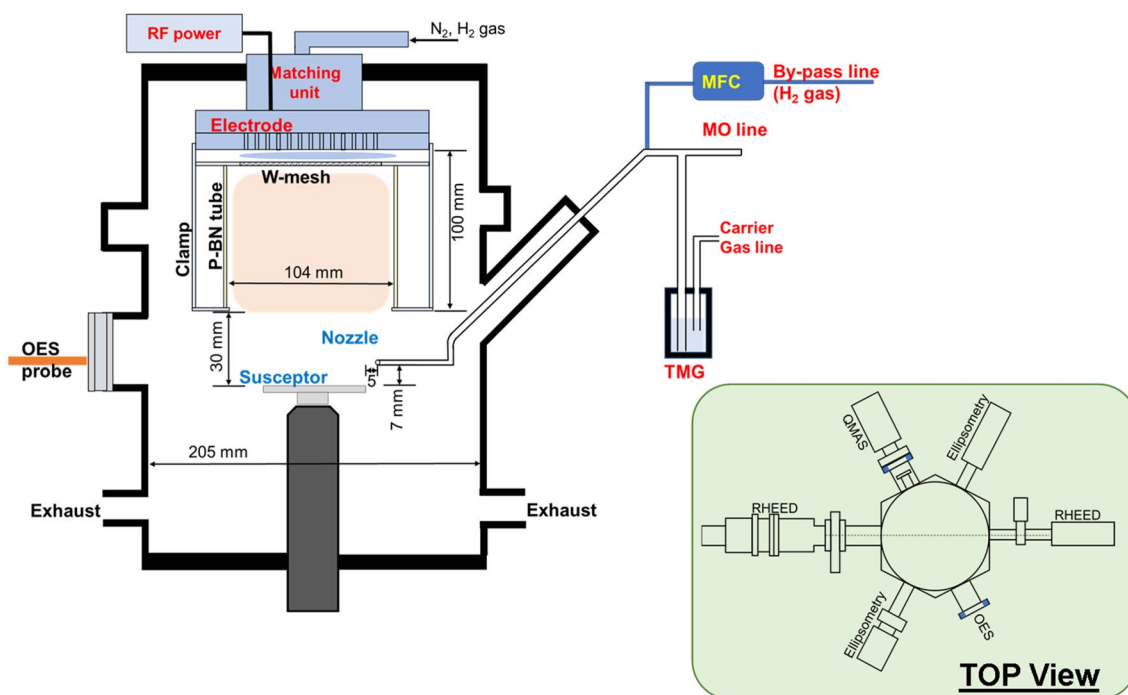 RF power
N₂, H₂ gas
Matching
unit
Electrode
W-mesh
Clamp
P-BN tube
100 mm
104 mm
30 mm
Nozzle
Susceptor
5
7 mm
OES
probe
205 mm
Exhaust
Exhaust
MFC
By-pass line
(H₂ gas)
MO line
Carrier
Gas line
TMG
QMAS
Ellipsometry
RHEED
RHEED
Ellipsometry
OES
TOP View